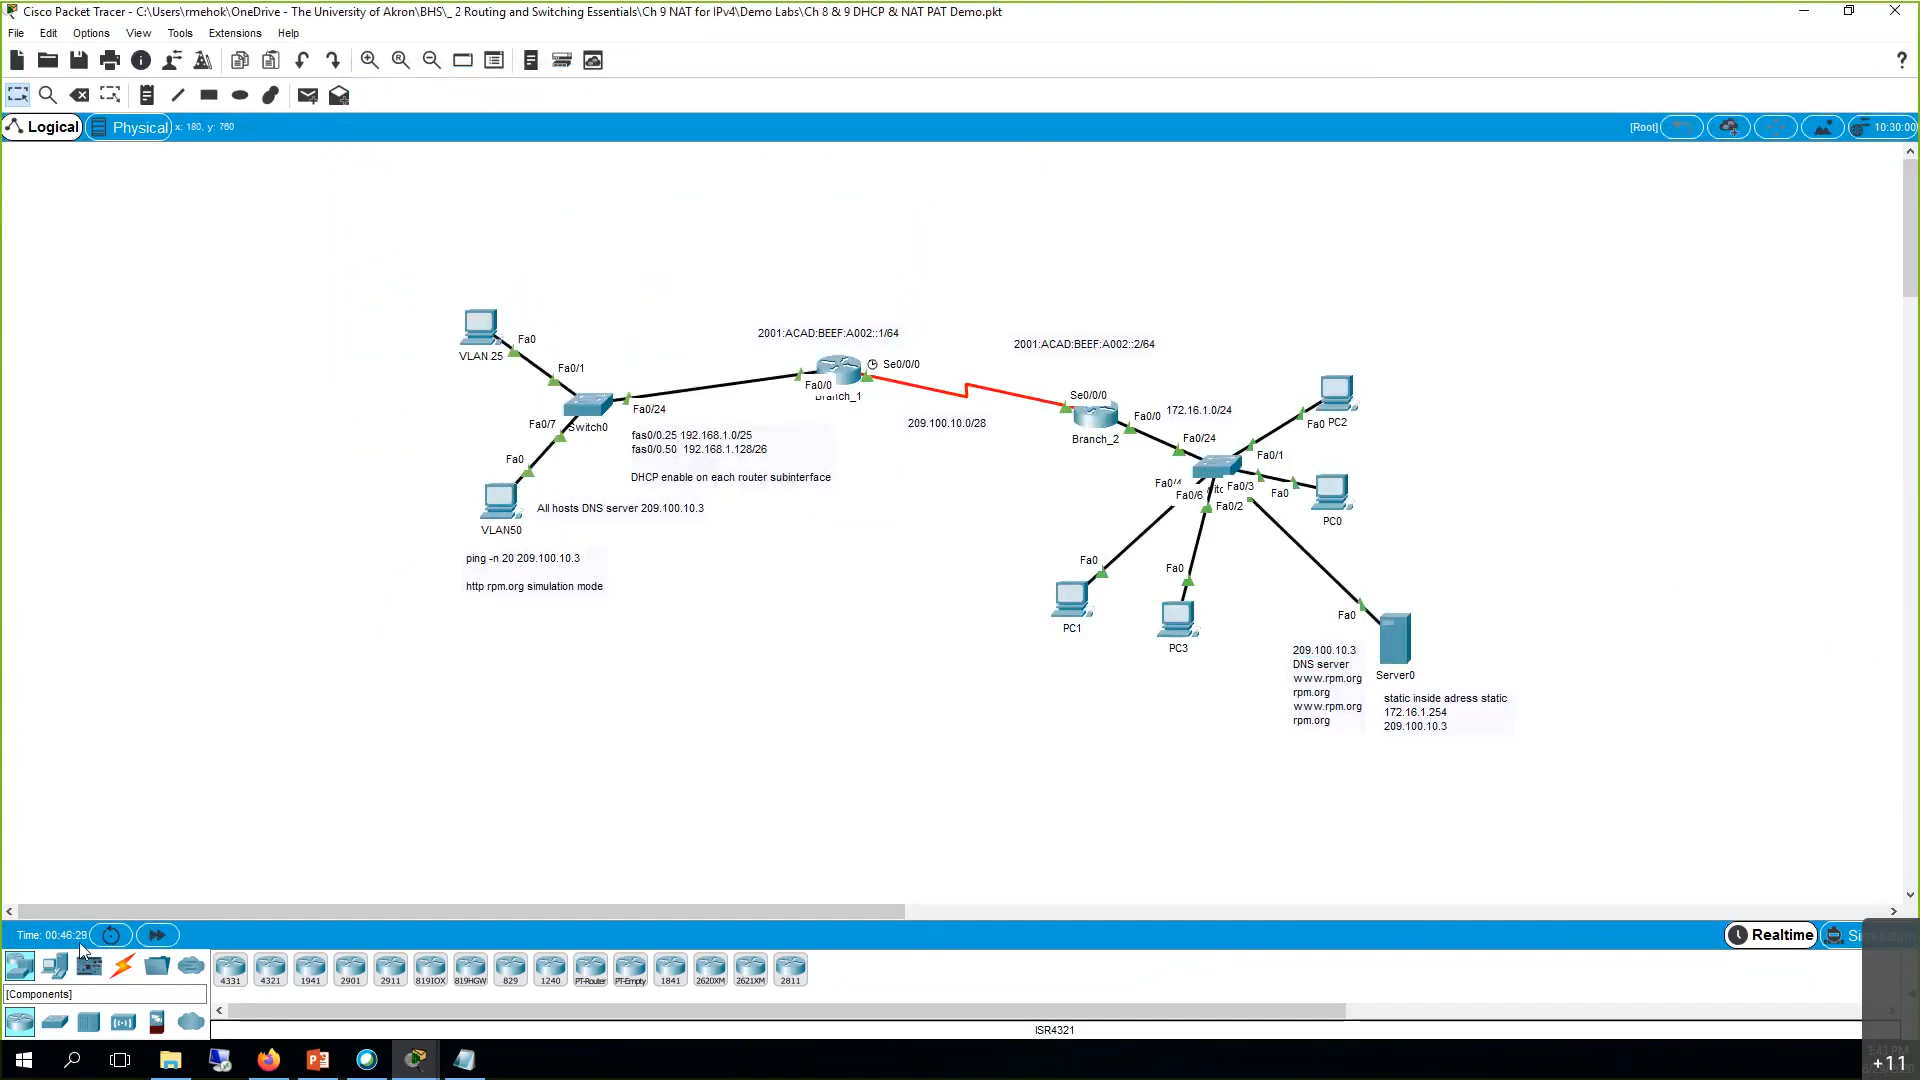 Cisco Packet Tracer - C:\Users\rmehok\OneDrive - The University of Akron\BHS\_ 2 Routing and Switching Essentials\Ch 9 NAT for IPv4\Demo Labs\Ch 8 & 9 DHCP & NAT PAT Demo.pkt
File Edit Options View Tools Extensions Help
Logical Physical x: 180, y: 760 [Root] 10:30:00
2001:ACAD:BEEF:A002::1/64
2001:ACAD:BEEF:A002::2/64
Fa0
VLAN 25
Fa0/1
Se0/0/0
Fa0/0
Branch_1
Fa0/24
Fa0/7
Switch0
209.100.10.0/28
Se0/0/0
Fa0/0
172.16.1.0/24
Branch_2
Fa0/24
Fa0
PC2
Fa0/1
fas0/0.25 192.168.1.0/25
fas0/0.50 192.168.1.128/26
DHCP enable on each router subinterface
Fa0
VLAN50
All hosts DNS server 209.100.10.3
ping -n 20 209.100.10.3
http rpm.org simulation mode
Fa0/4
Fa0/3
Fa0/6
Fa0/2
Fa0
PC0
Fa0
PC1
Fa0
PC3
Fa0
Server0
209.100.10.3
DNS server
www.rpm.org
rpm.org
www.rpm.org
rpm.org
static inside adress static
172.16.1.254
209.100.10.3
Time: 00:46:29
Realtime
4331 4321 1941 2901 2911 819IOX 819HGW 829 1240 PT-Router PT-Empty 1841 2620XM 2621XM 2811
[Components]
ISR4321
+11